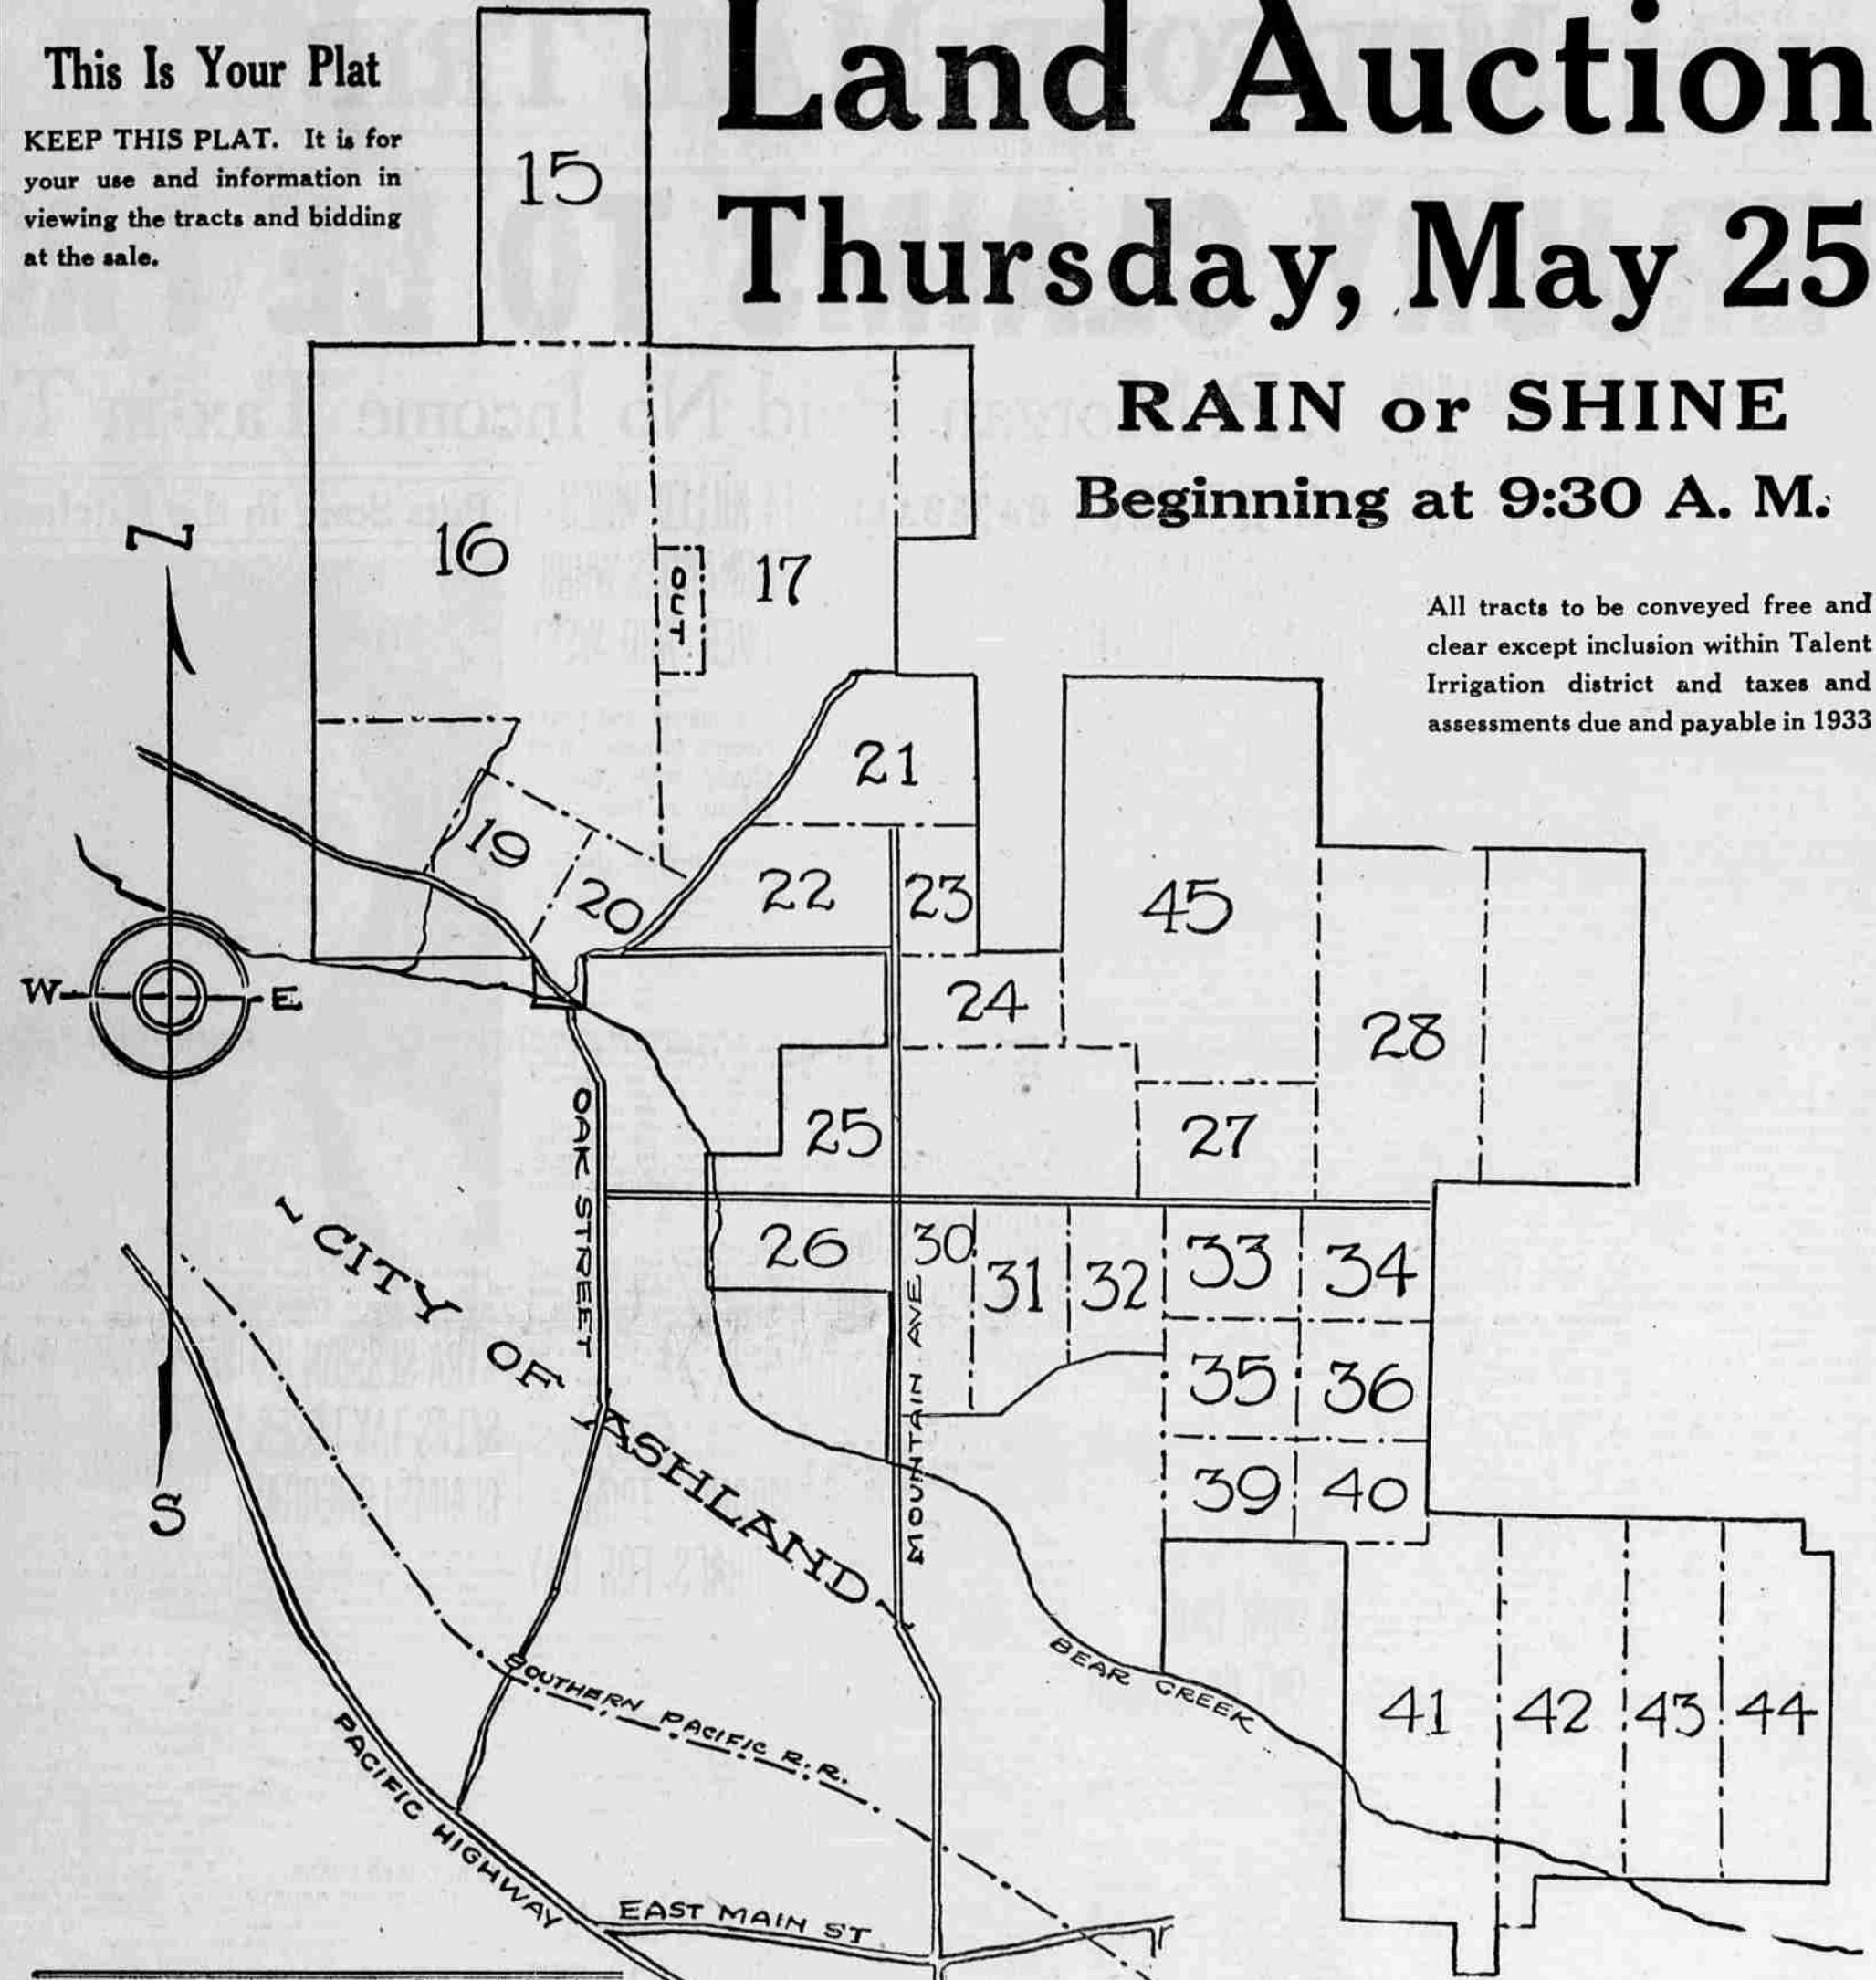 Land Auction
Thursday, May 25
RAIN or SHINE
Beginning at 9:30 A. M.
This Is Your Plat
KEEP THIS PLAT. It is for
your use and information in
viewing the tracts and bidding
at the sale.
All tracts to be conveyed free and
clear except inclusion within Talent
Irrigation district and taxes and
assessments due and payable in 1933
15
16
17
OUT
N
21
19
20
22
23
45
W
E
24
28
25
27
OAK STREET
26
30
31
32
33
34
35
36
39
40
CITY OF ASHLAND
MOUNTAIN AVE
S
BEAR CREEK
41
42
43
44
SOUTHERN PACIFIC R.R.
PACIFIC HIGHWAY
EAST MAIN ST